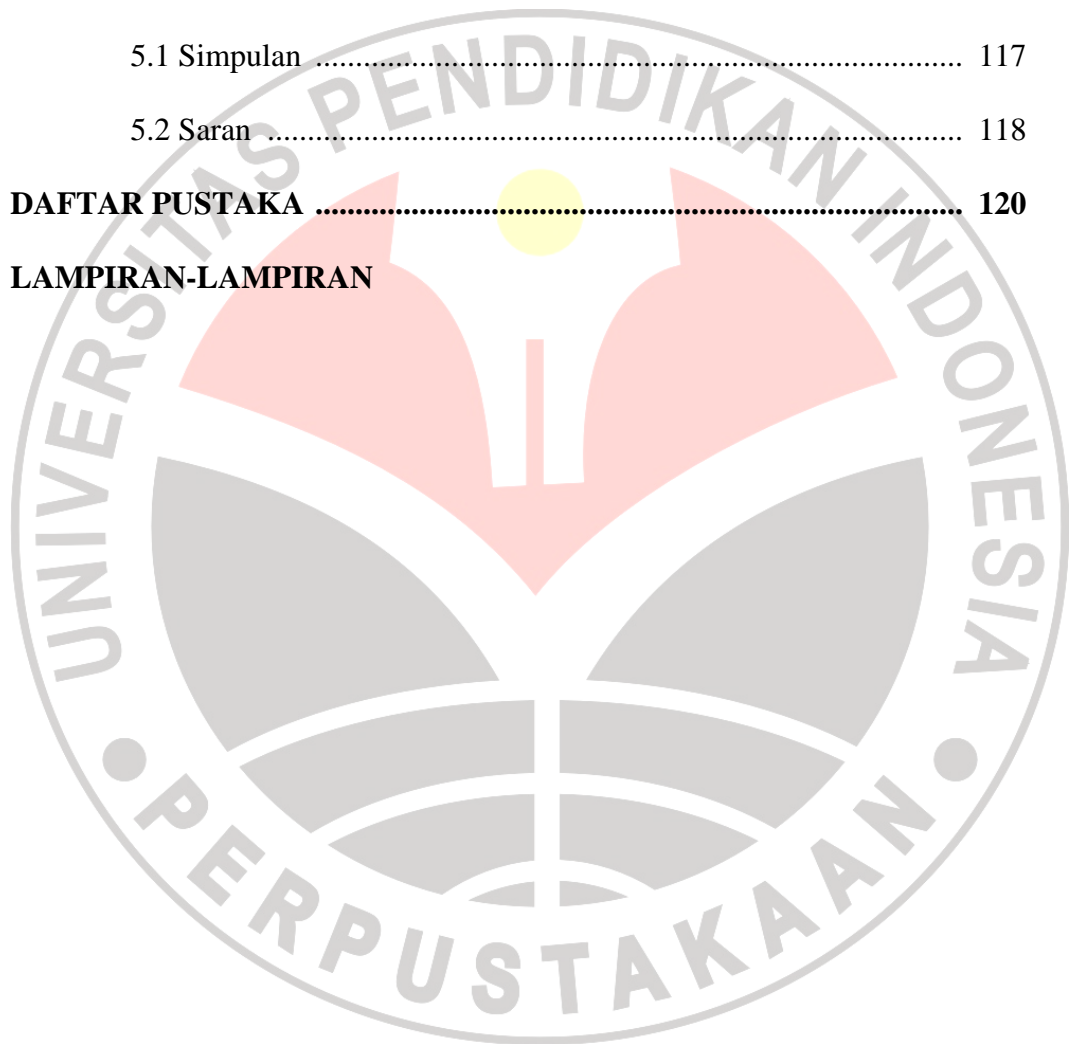 5.1 Simpulan ................................................................................. 117
5.2 Saran ....................................................................................... 118
DAFTAR PUSTAKA ................................................................................. 120
LAMPIRAN-LAMPIRAN
UNIVERSITAS PENDIDIKAN INDONESIA
PERPUSTAKAAN